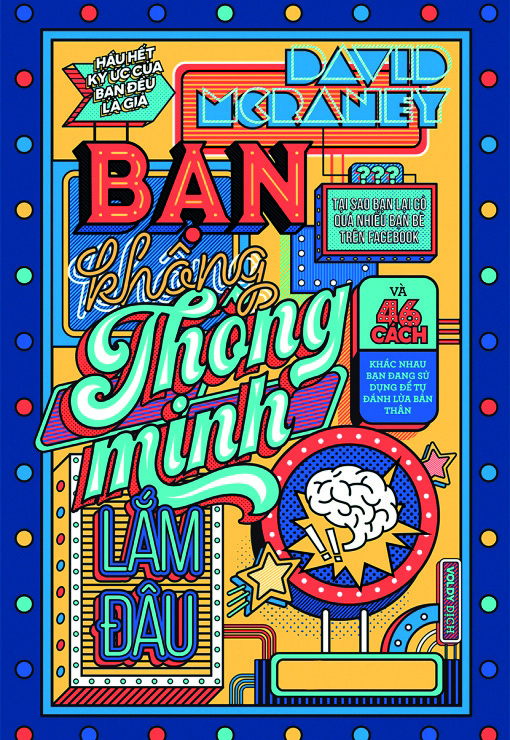 HẦU HẾT
KÝ ỨC CỦA
BẠN ĐỀU
LÀ GIẢ
DAVID
MCRANEY
BẠN
không
Thông
minh
LẮM
ĐÂU
???
TẠI SAO BẠN LẠI CÓ
QUÁ NHIỀU BẠN BÈ
TRÊN FACEBOOK
VÀ
46
CÁCH
KHÁC NHAU
BẠN ĐANG SỬ
DỤNG ĐỂ TỰ
ĐÁNH LỪA BẢN
THÂN
!!
VOLDY DỊCH